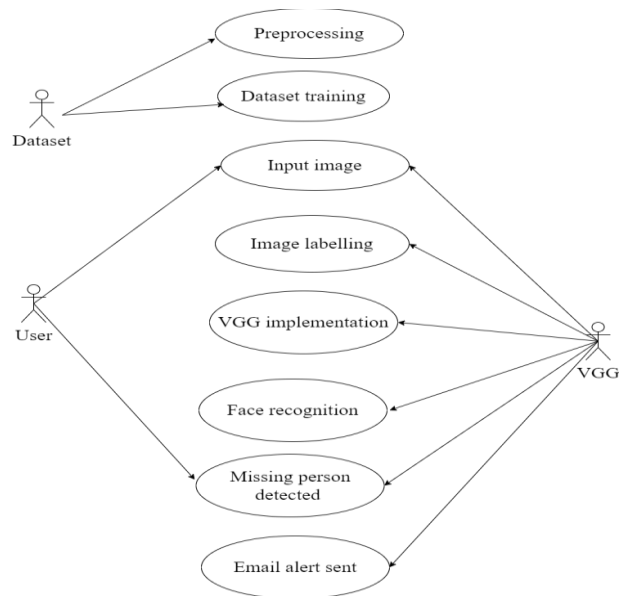 Preprocessing
Dataset training
Dataset
Input image
Image labelling
User
VGG implementation
VGG
Face recognition
Missing person
detected
Email alert sent